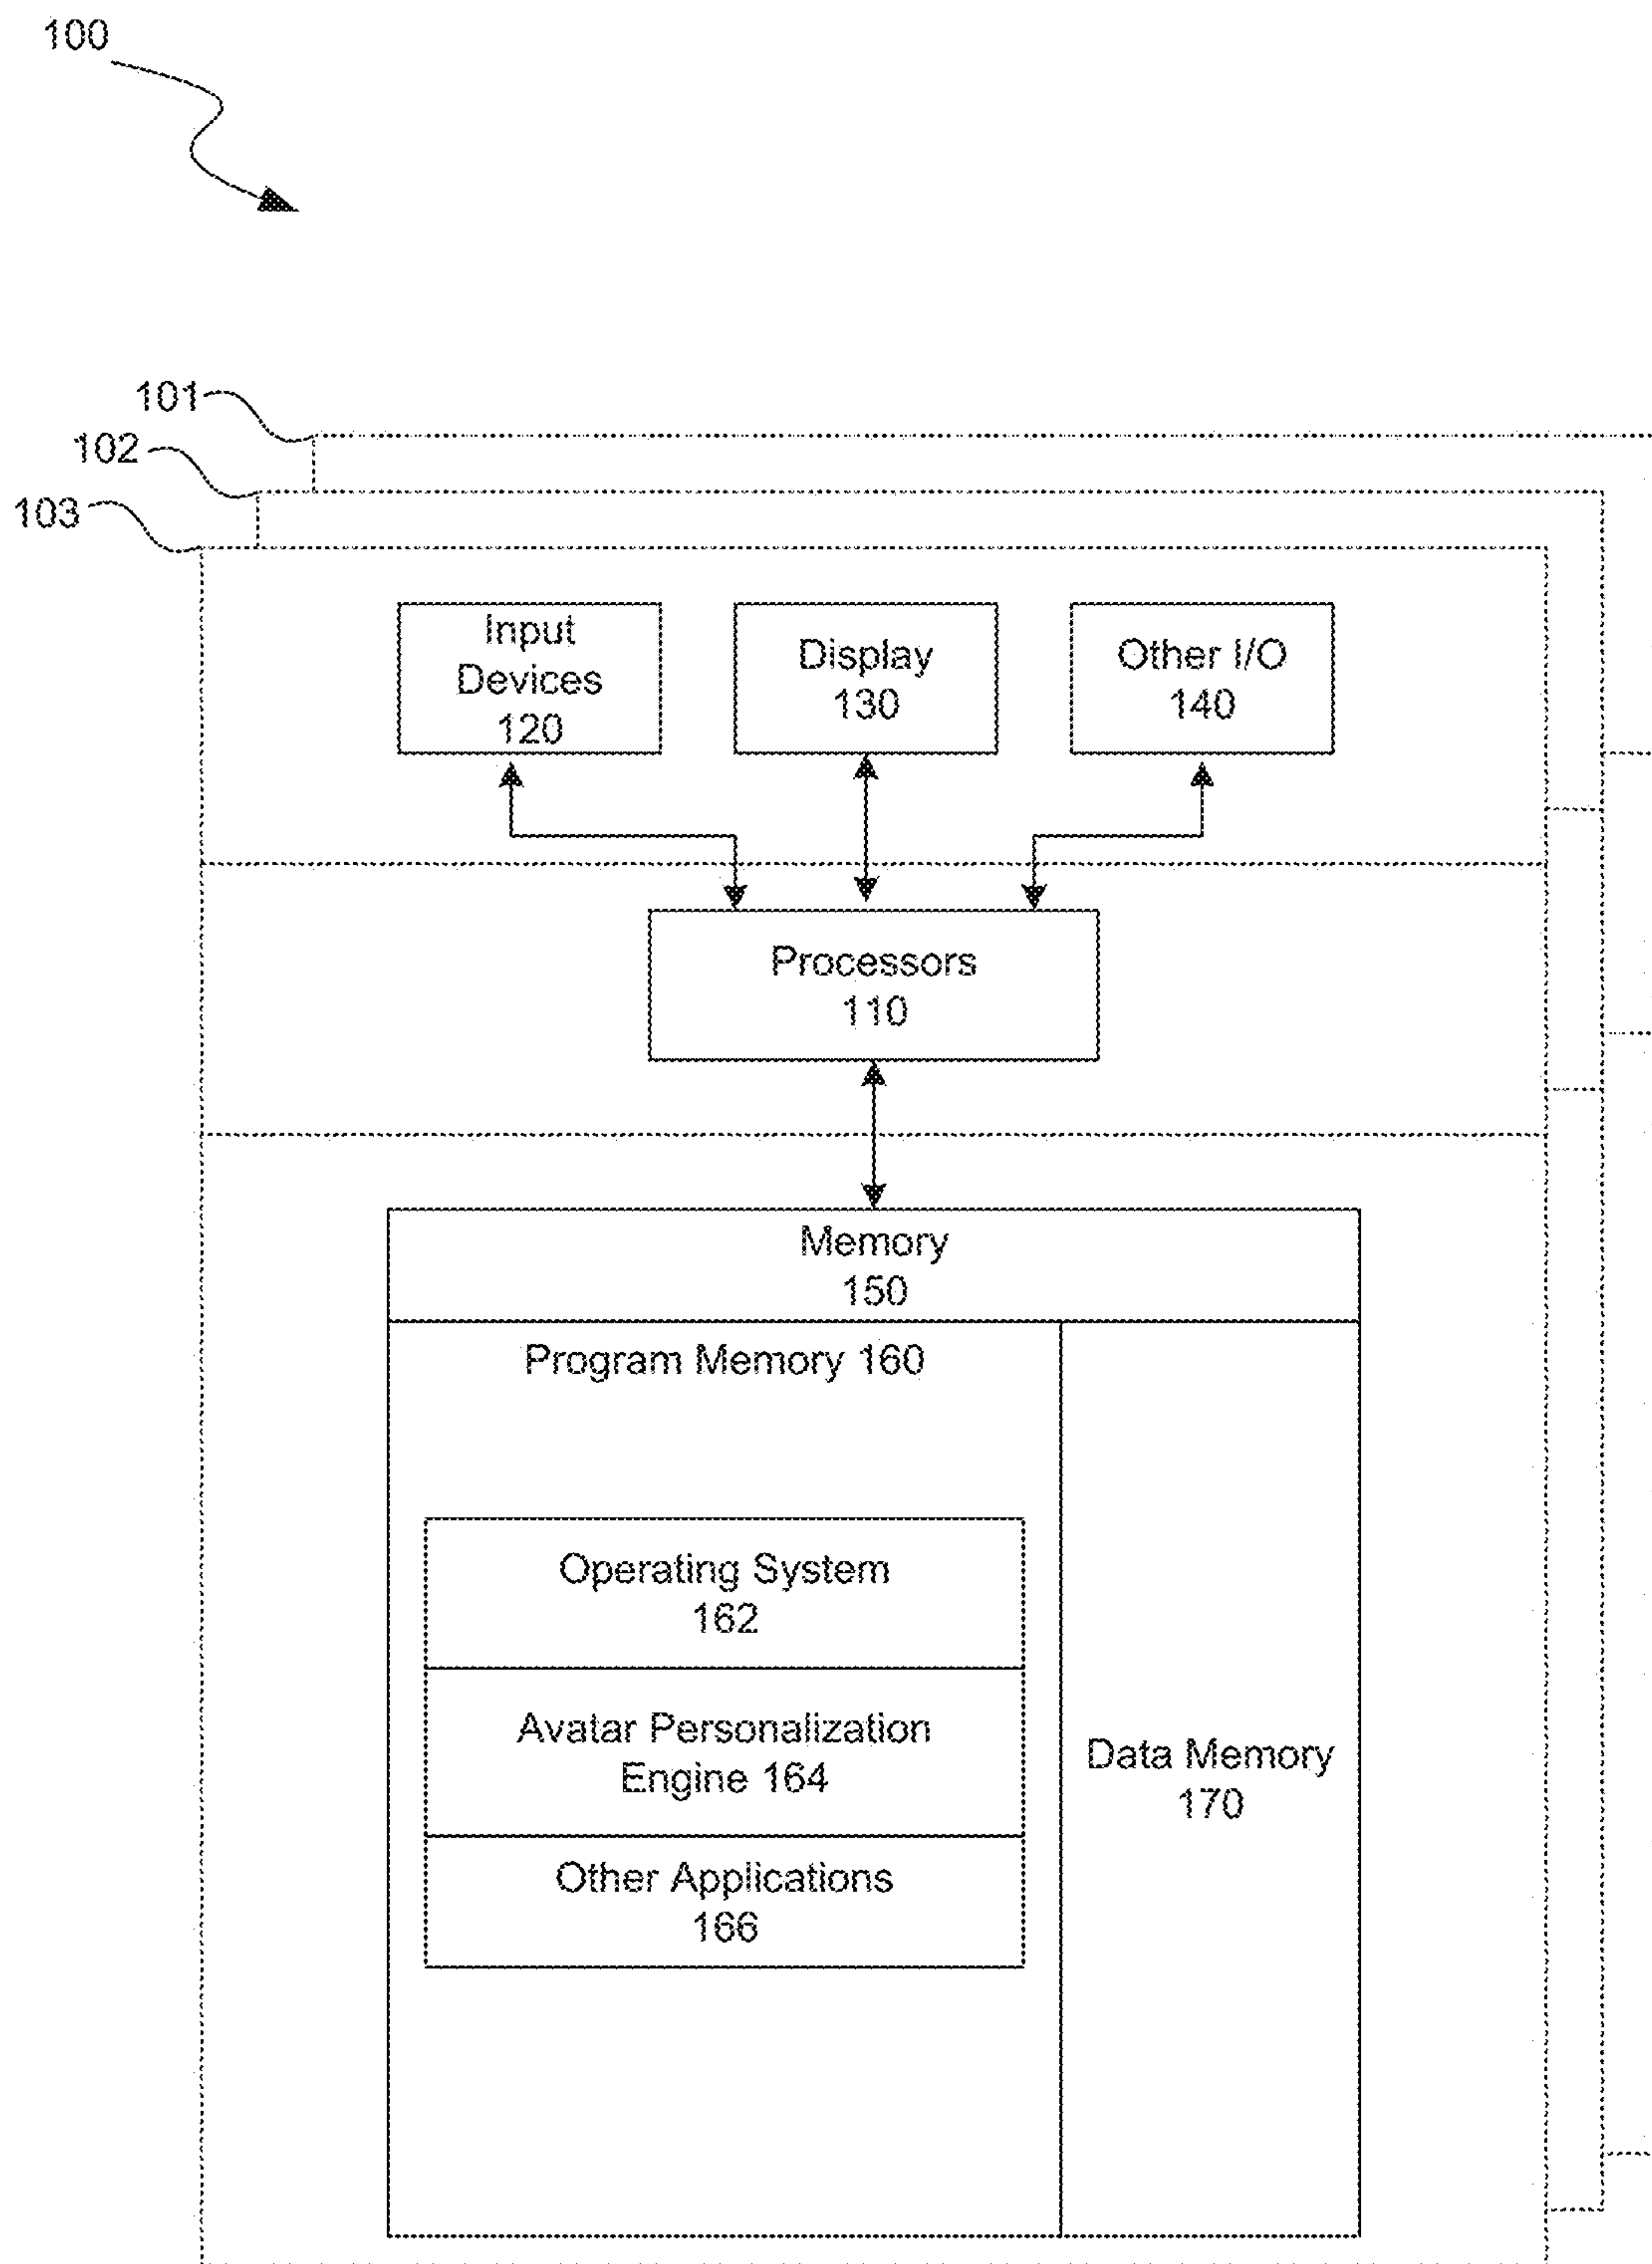 100
101
102
103
Input
Devices
120
Display
130
Other I/O
140
Processors
110
Memory
150
Program Memory 160
Operating System
162
Avatar Personalization
Engine 164
Other Applications
166
Data Memory
170